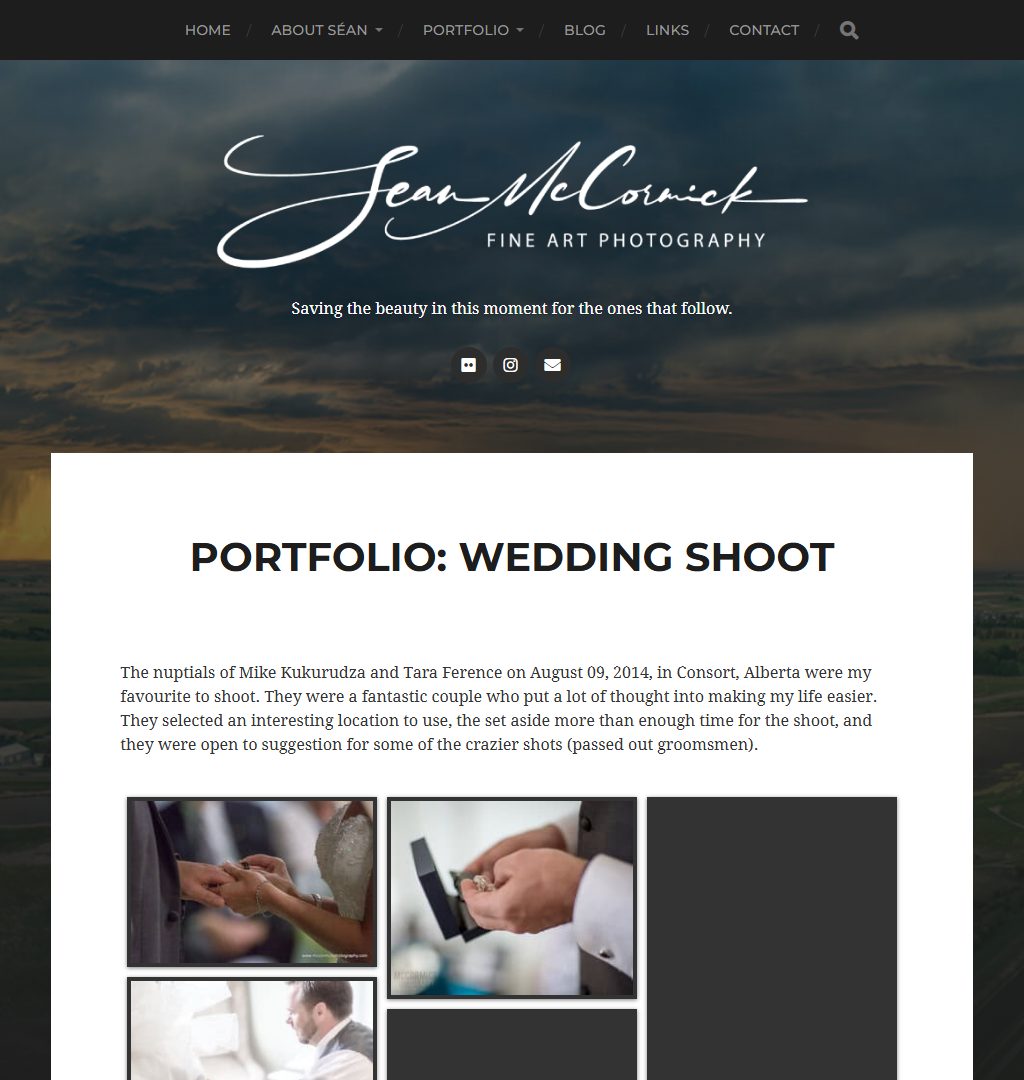 HOME / ABOUT SÉAN / PORTFOLIO / BLOG / LINKS / CONTACT /
Sean McCormick
FINE ART PHOTOGRAPHY
Saving the beauty in this moment for the ones that follow.
PORTFOLIO: WEDDING SHOOT
The nuptials of Mike Kukurudza and Tara Ference on August 09, 2014, in Consort, Alberta were my
favourite to shoot. They were a fantastic couple who put a lot of thought into making my life easier.
They selected an interesting location to use, the set aside more than enough time for the shoot, and
they were open to suggestion for some of the crazier shots (passed out groomsmen).